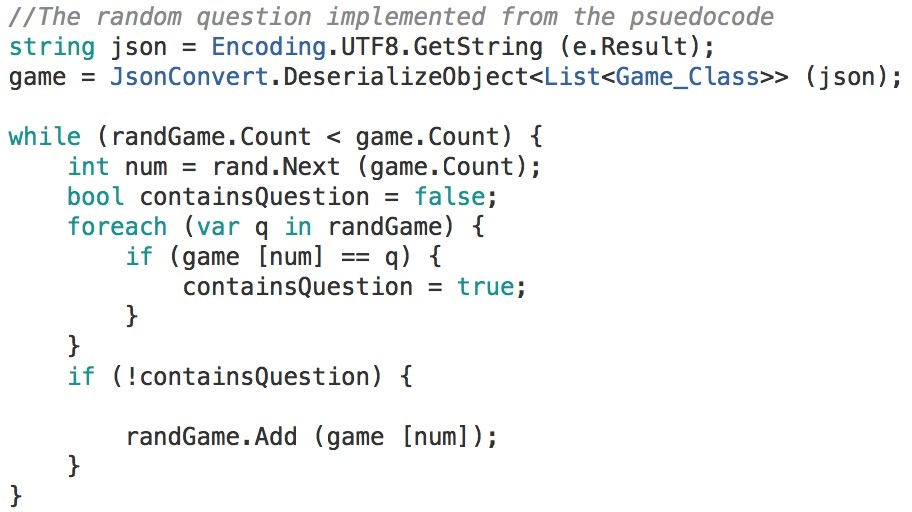 //The random question implemented from the psuedocode
string json = Encoding.UTF8.GetString (e.Result);
game = JsonConvert.DeserializeObject<List<Game_Class>> (json);

while (randGame.Count < game.Count) {
    int num = rand.Next (game.Count);
    bool containsQuestion = false;
    foreach (var q in randGame) {
        if (game [num] == q) {
            containsQuestion = true;
        }
    }
    if (!containsQuestion) {

        randGame.Add (game [num]);
    }
}